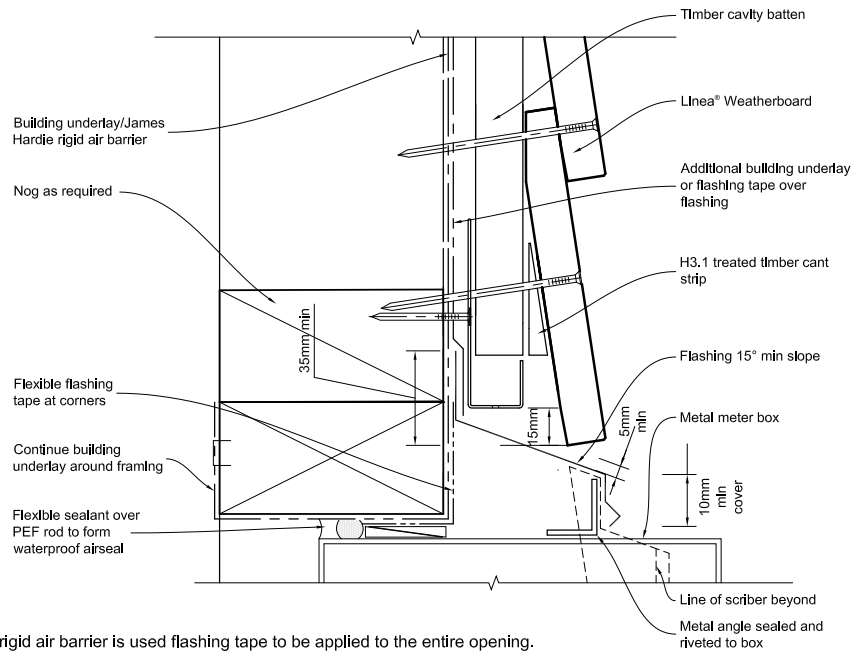 Timber cavity batten
Linea® Weatherboard
Building underlay/James
Hardie rigid air barrier
Additional building underlay
or flashing tape over
flashing
Nog as required
H3.1 treated timber cant
strip
35mm min
Flashing 15° min slope
Flexible flashing
tape at corners
15mm
5mm
min
Metal meter box
Continue building
underlay around framing
10mm
min
cover
Flexible sealant over
PEF rod to form
waterproof airseal
Line of scriber beyond
Metal angle sealed and
riveted to box
rigid air barrier is used flashing tape to be applied to the entire opening.